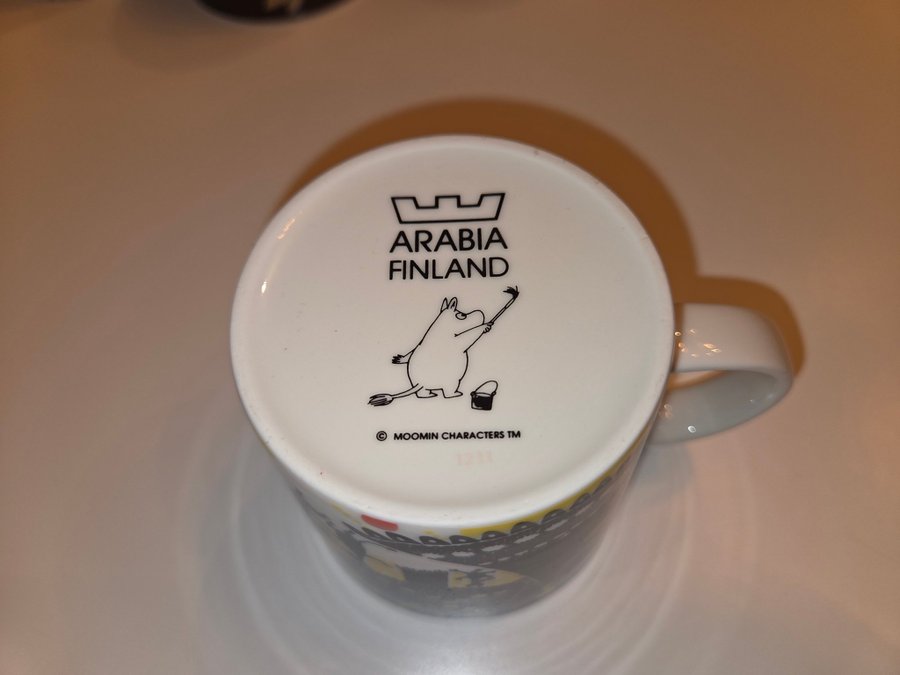 ARABIA
FINLAND
© MOOMIN CHARACTERS TM